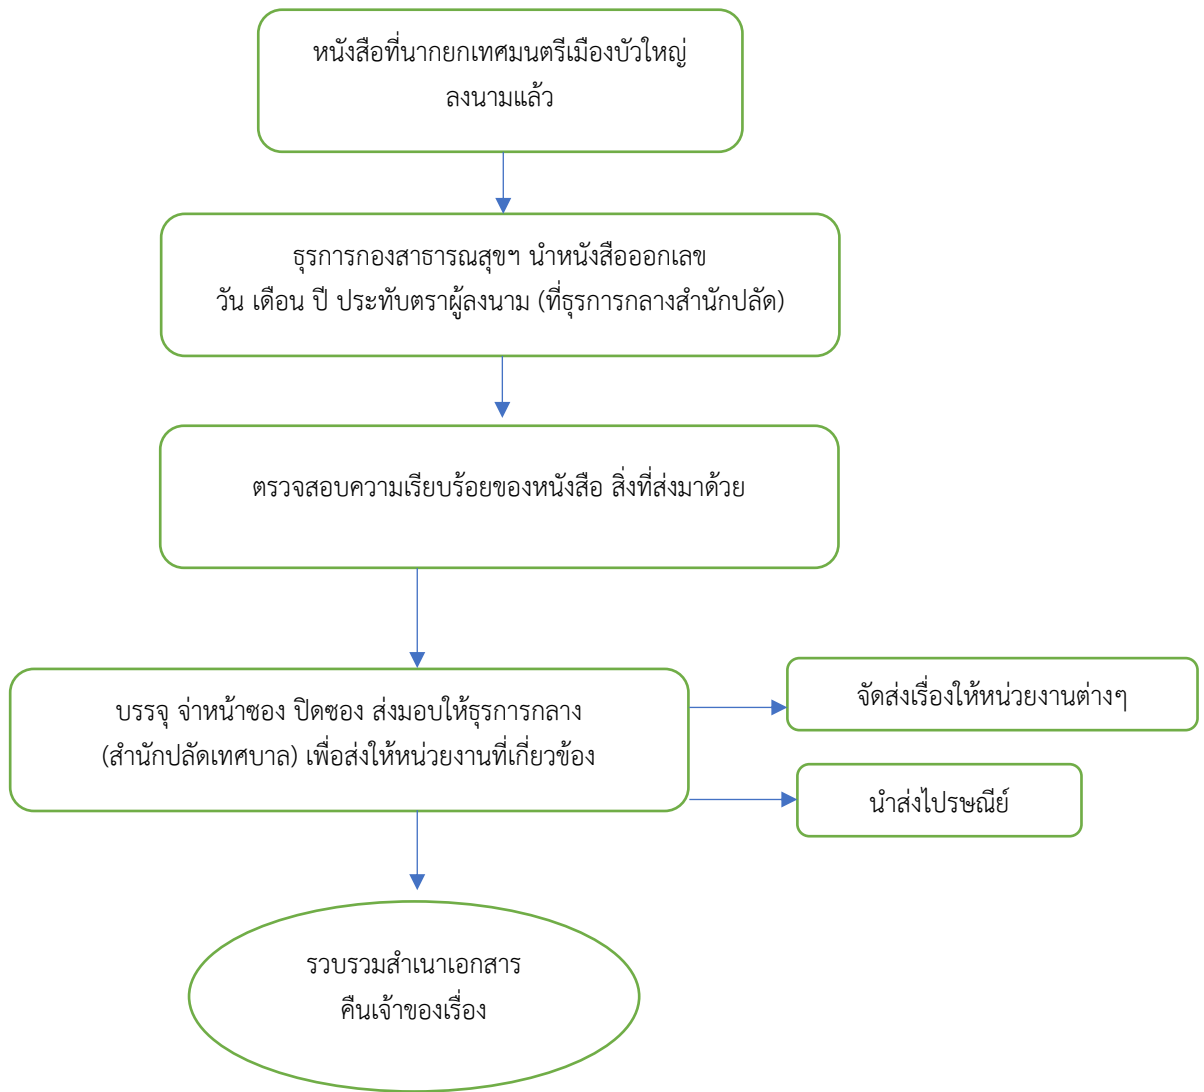 หนังสือที่นากยกเทศมนตรีเมืองบัวใหญ่
ลงนามแล้ว
ธุรการกองสาธารณสุขฯ นำหนังสือออกเลข
วัน เดือน ปี ประทับตราผู้ลงนาม (ที่ธุรการกลางสำนักปลัด)
ตรวจสอบความเรียบร้อยของหนังสือ สิ่งที่ส่งมาด้วย
บรรจุ จ่าหน้าซอง ปิดซอง ส่งมอบให้ธุรการกลาง
(สำนักปลัดเทศบาล) เพื่อส่งให้หน่วยงานที่เกี่ยวข้อง
จัดส่งเรื่องให้หน่วยงานต่างๆ
นำส่งไปรษณีย์
รวบรวมสำเนาเอกสาร
คืนเจ้าของเรื่อง